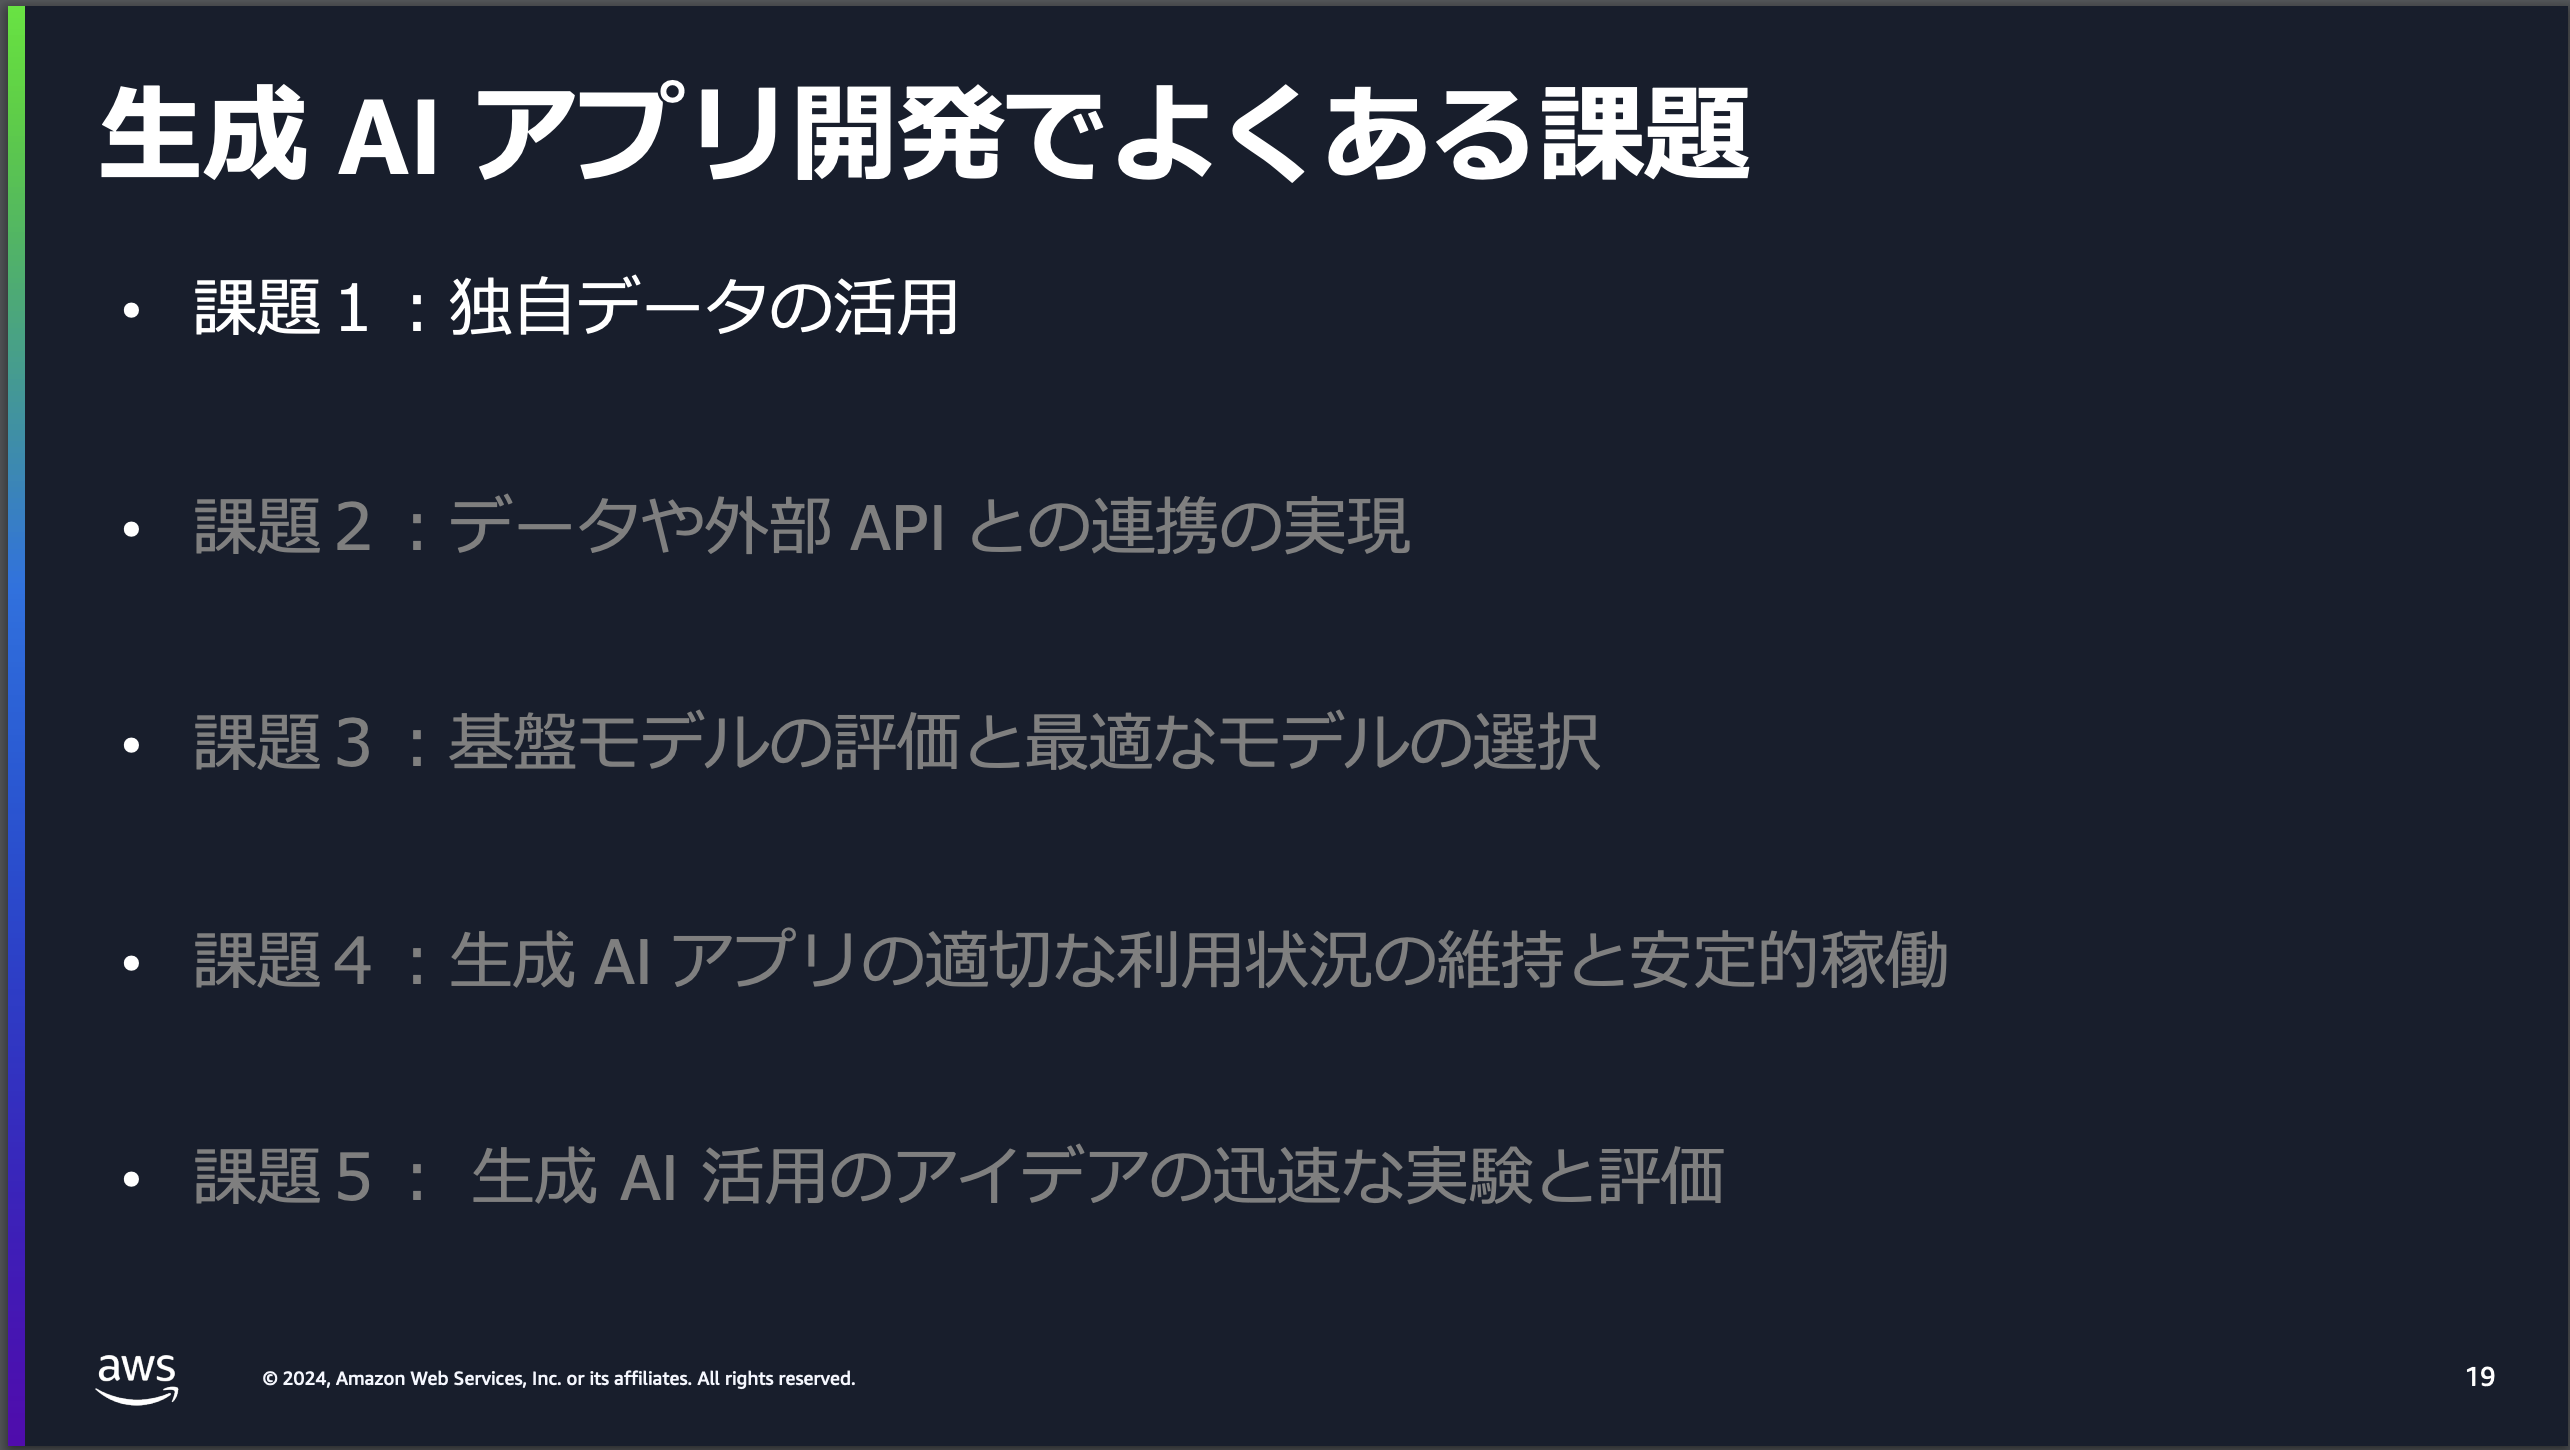 生成 AI アプリ開発でよくある課題
• 課題１：独自データの活用
• 課題２：データや外部 API との連携の実現
• 課題３：基盤モデルの評価と最適なモデルの選択
• 課題４：生成 AI アプリの適切な利用状況の維持と安定的稼働
• 課題５： 生成 AI 活用のアイデアの迅速な実験と評価
aws
© 2024, Amazon Web Services, Inc. or its affiliates. All rights reserved.
19